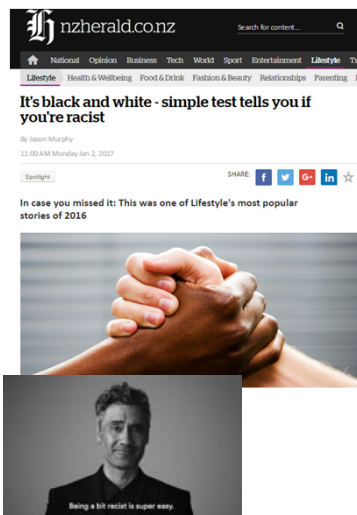 nzherald.co.nz
Search for content...
National Opinion Business Tech World Sport Entertainment Lifestyle
Lifestyle Health & Wellbeing Food & Drink Fashion & Beauty Relationships Parenting
It's black and white - simple test tells you if
you're racist
By Jason Murphy
11:00 AM Monday Jan 2, 2017
Spotlight SHARE: f G+ in
In case you missed it: This was one of Lifestyle's most popular
stories of 2016
Being a bit racist is super easy.